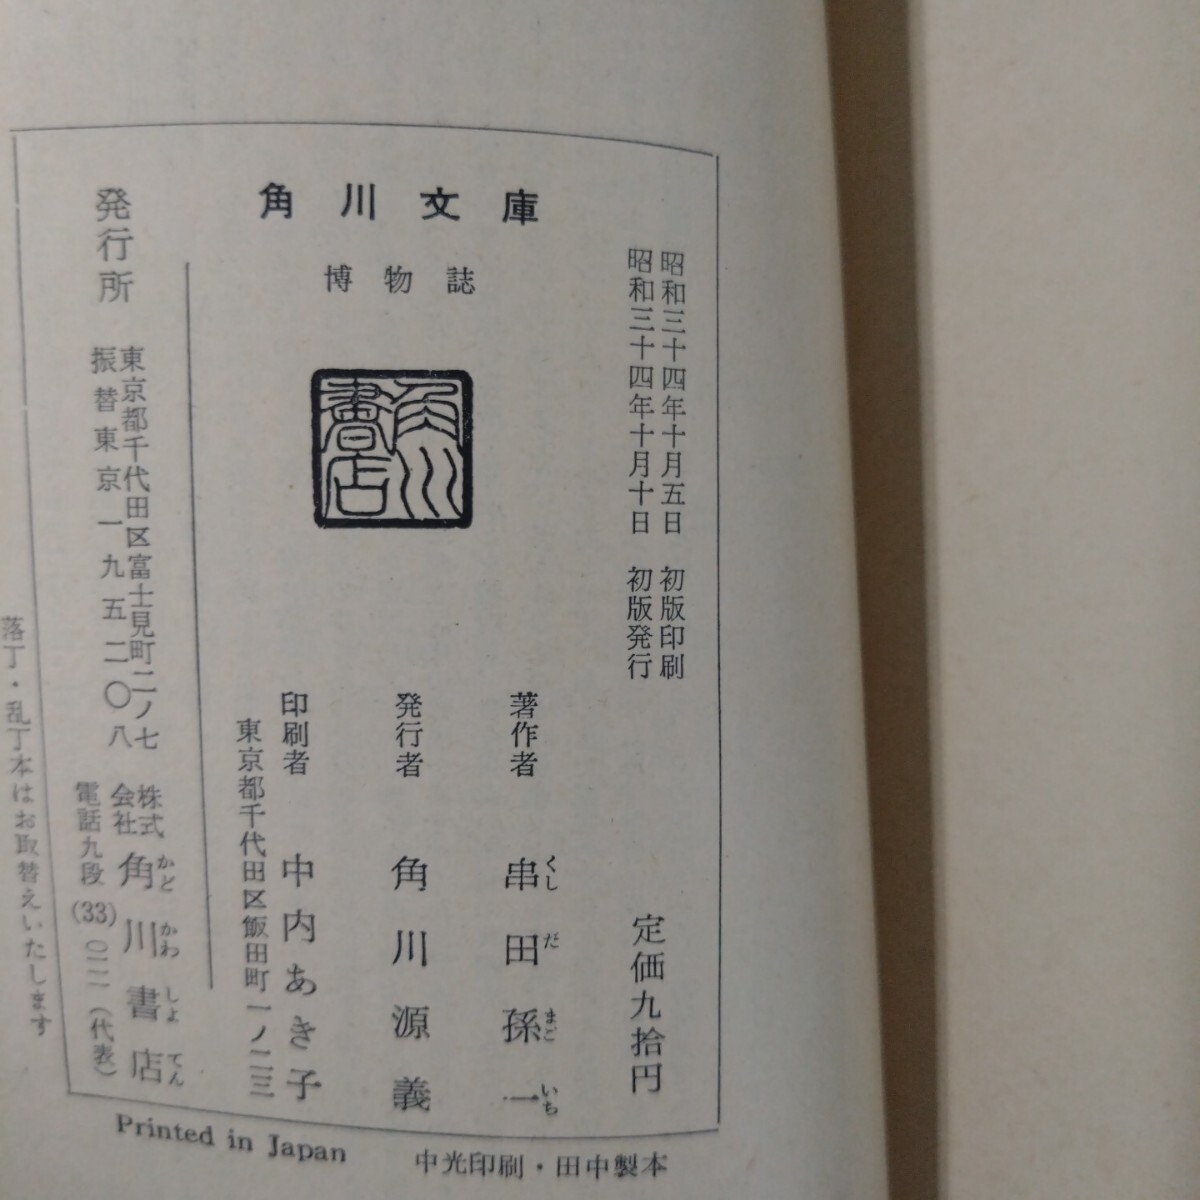 角川文庫
博物誌
昭和三十四年十月五日 初版印刷
昭和三十四年十月十日 初版発行
定価九拾円
著作者 串田孫一
くしだまごいち
角川書店
発行者 角川源義
印刷者 中内あき子
東京都千代田区飯田町一ノ二三
発行所
東京都千代田区富士見町二ノ七
振替東京一九五二〇八
株式会社 角川書店
かどかわしょてん
電話九段(33)〇一一一(代表)
落丁・乱丁本はお取替えいたします
Printed in Japan
中光印刷・田中製本